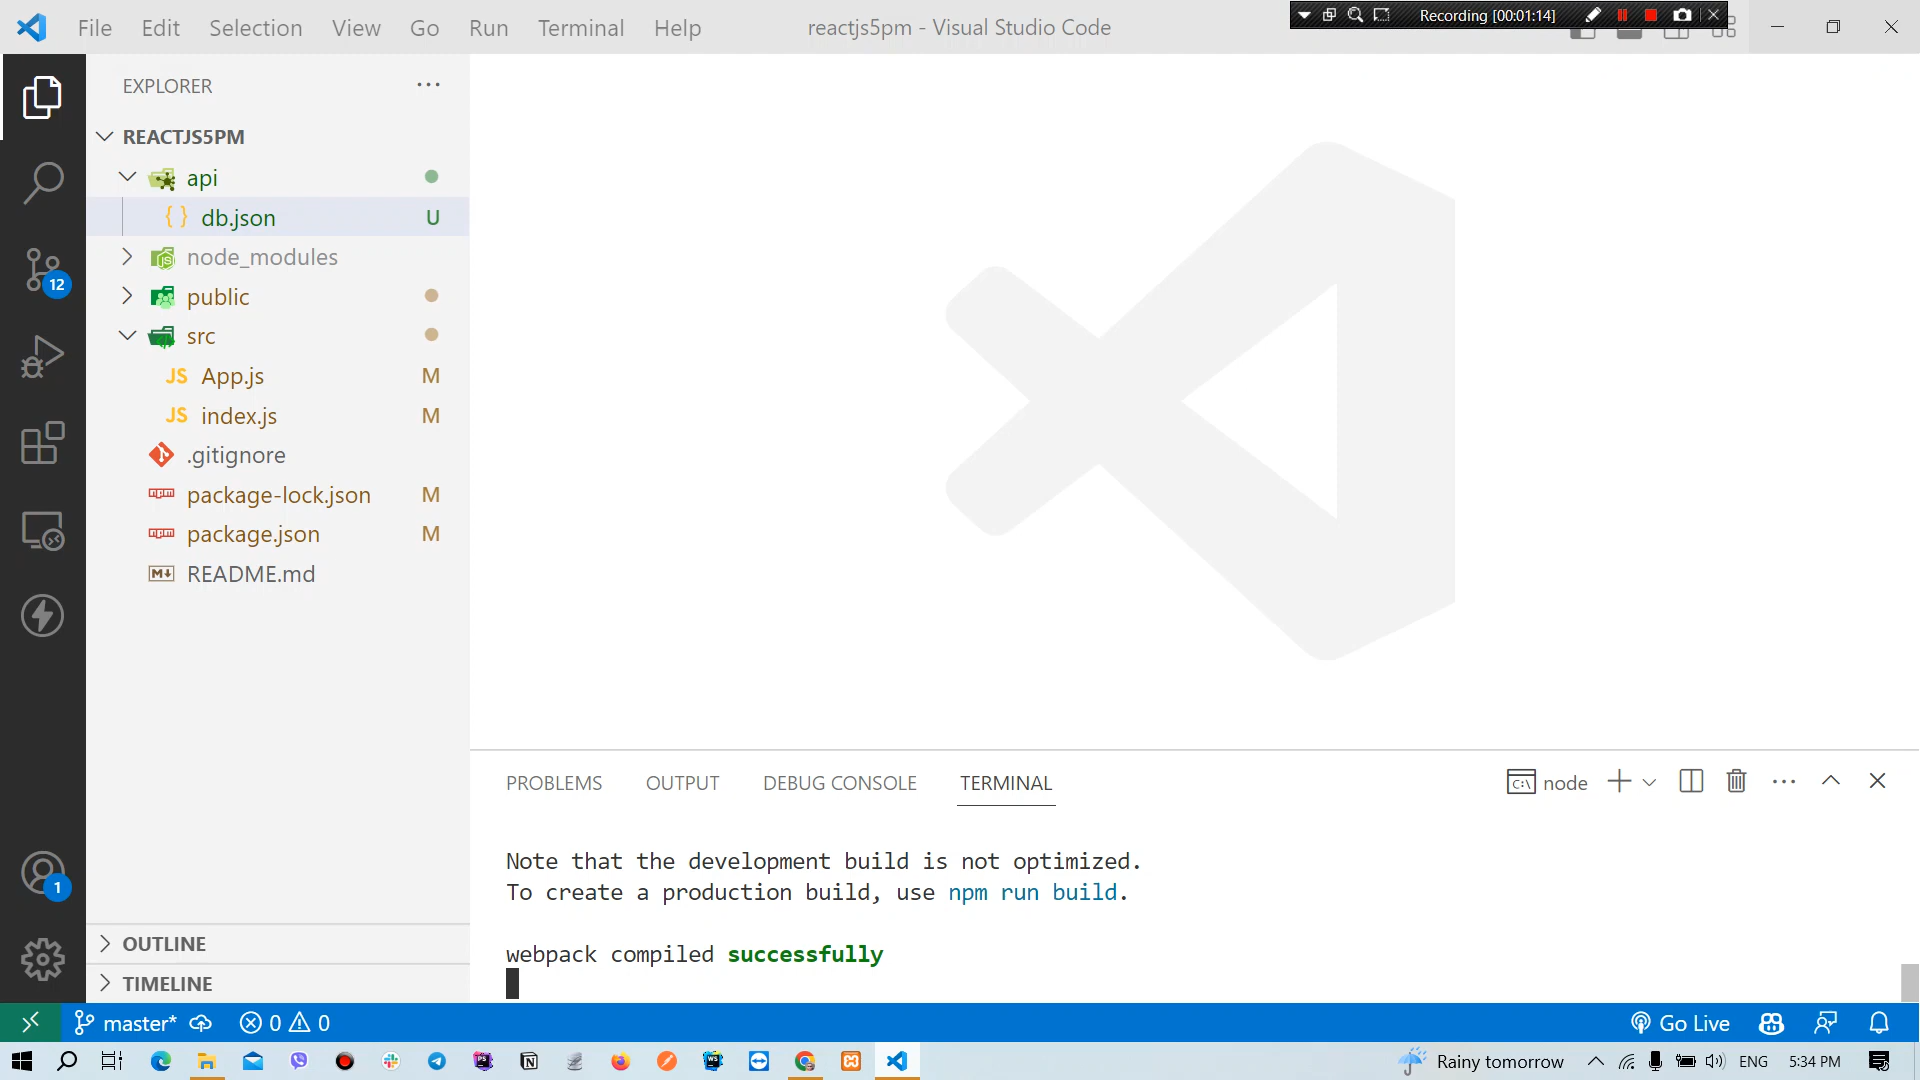 File Edit Selection View Go Run Terminal Help
reactjs5pm - Visual Studio Code
Recording [00:01:14]
EXPLORER
REACTJS5PM
api
db.json U
node_modules
public
src
JS App.js M
JS index.js M
.gitignore
package-lock.json M
package.json M
README.md
12
1
OUTLINE
TIMELINE
PROBLEMS OUTPUT DEBUG CONSOLE TERMINAL
node
Note that the development build is not optimized.
To create a production build, use npm run build.
webpack compiled successfully
master* 0 0
Go Live
Rainy tomorrow ENG 5:34 PM